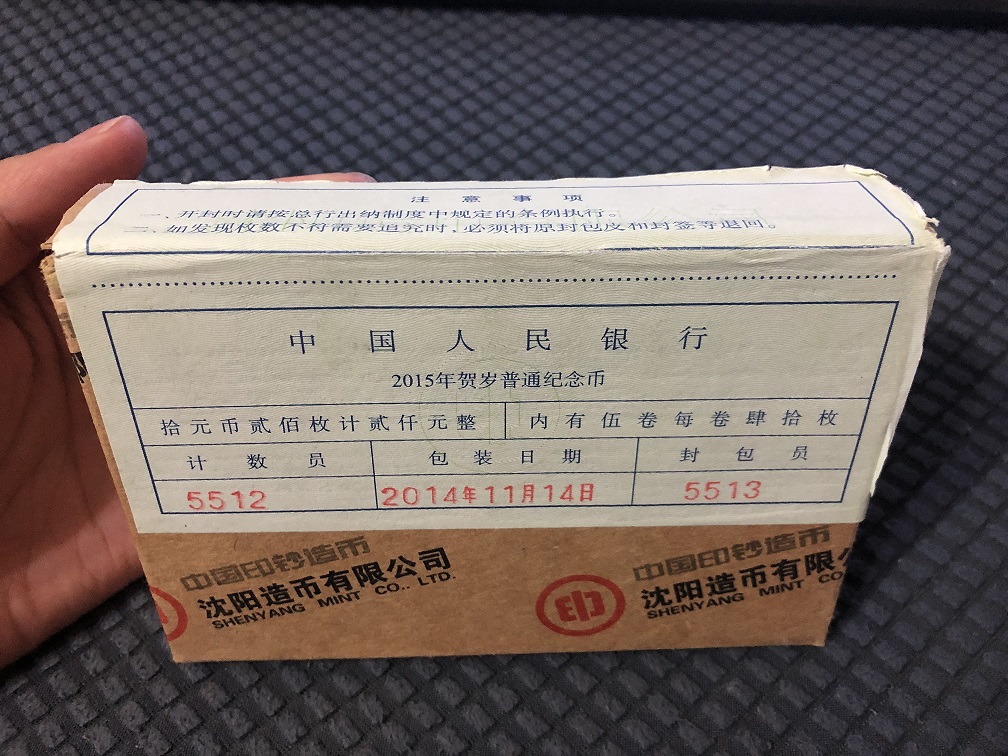 注意事项
一、开封时请按总行出纳制度中规定的条例执行。
二、如发现枚数不符需要追究时，必须将原封包皮和封签等退回。
中国人民银行
2015年贺岁普通纪念币
拾元币贰佰枚计贰仟元整 内有伍卷每卷肆拾枚
计数员 包装日期 封包员
5512 2014年11月14日 5513
中国印钞造币
沈阳造币有限公司
SHENYANG MINT CO., LTD.
中国印钞造币
沈阳造币有限公
SHENYANG MINT CO